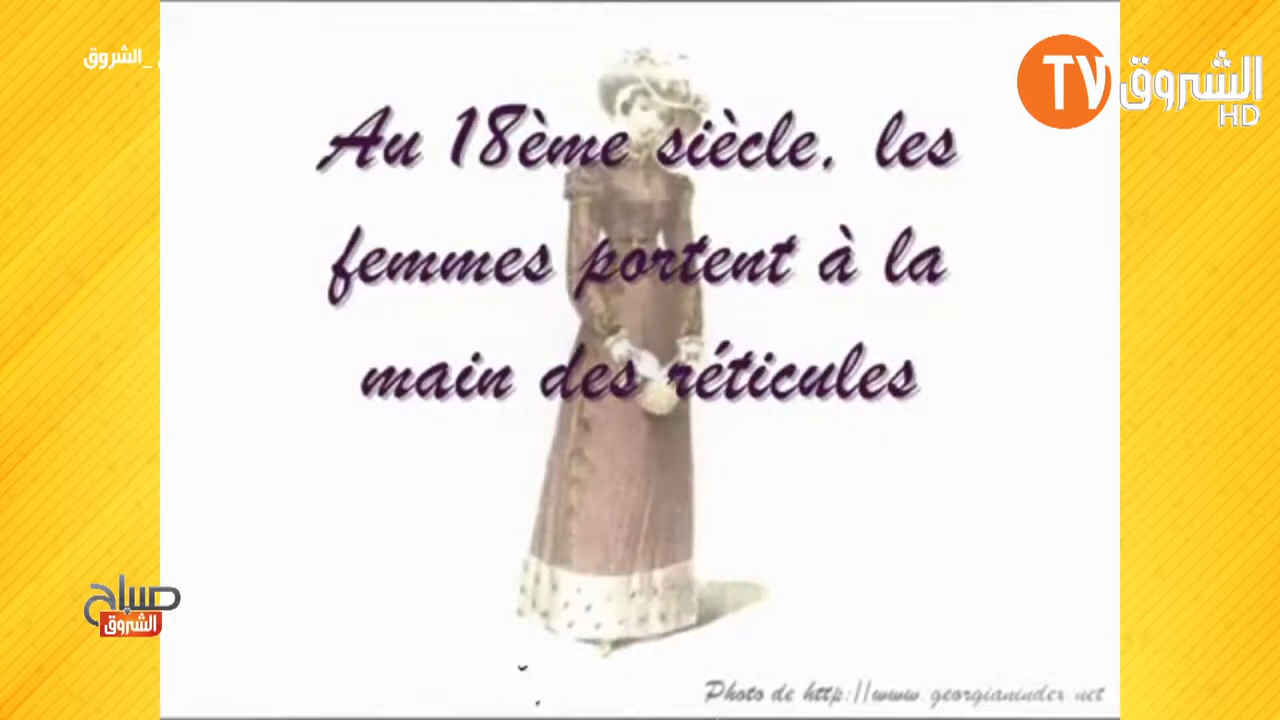 الشروق
TV الشروق
HD
Au 18ème siècle, les
femmes portent à la
main des réticules
صباح
الشروق
Photo de http://www.georgianindex.net